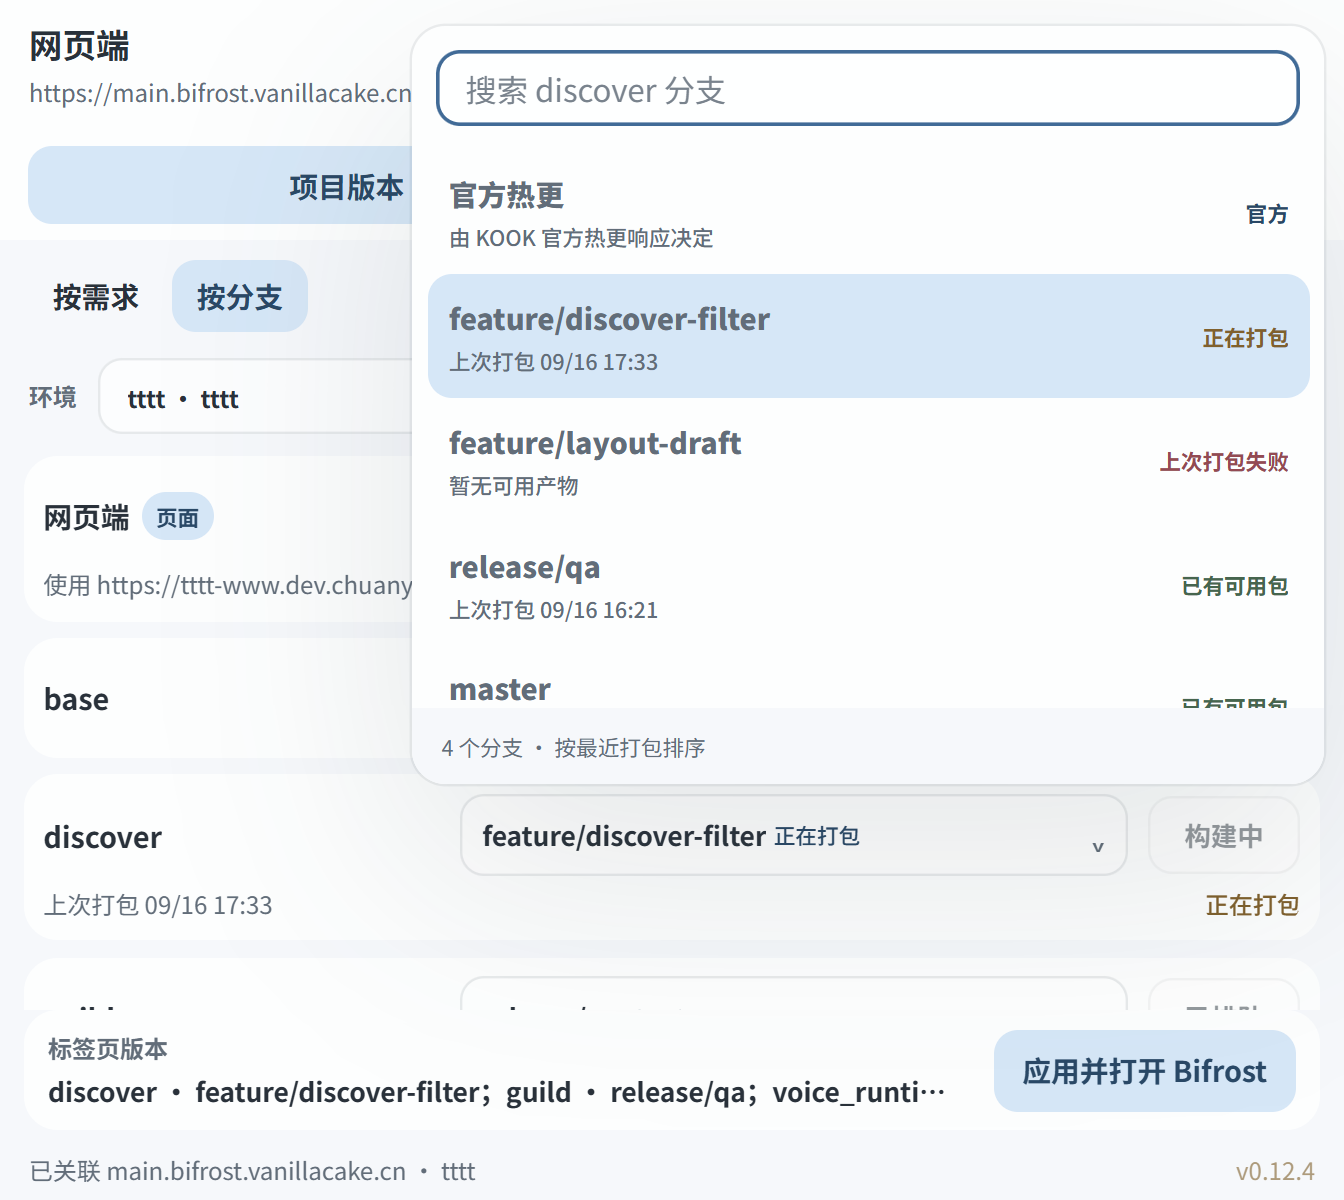 网页端
https://main.bifrost.vanillacake.cn
项目版本
按需求
按分支
环境
tttt · tttt
网页端
页面
使用 https://tttt-www.dev.chuany
base
搜索 discover 分支
官方热更
由 KOOK 官方热更响应决定
官方
feature/discover-filter
上次打包 09/16 17:33
正在打包
feature/layout-draft
暂无可用产物
上次打包失败
release/qa
上次打包 09/16 16:21
已有可用包
master
已有可用包
4 个分支 · 按最近打包排序
discover
feature/discover-filter 正在打包
构建中
上次打包 09/16 17:33
正在打包
标签页版本
discover · feature/discover-filter；guild · release/qa；voice_runti…
应用并打开 Bifrost
已关联 main.bifrost.vanillacake.cn · tttt
v0.12.4